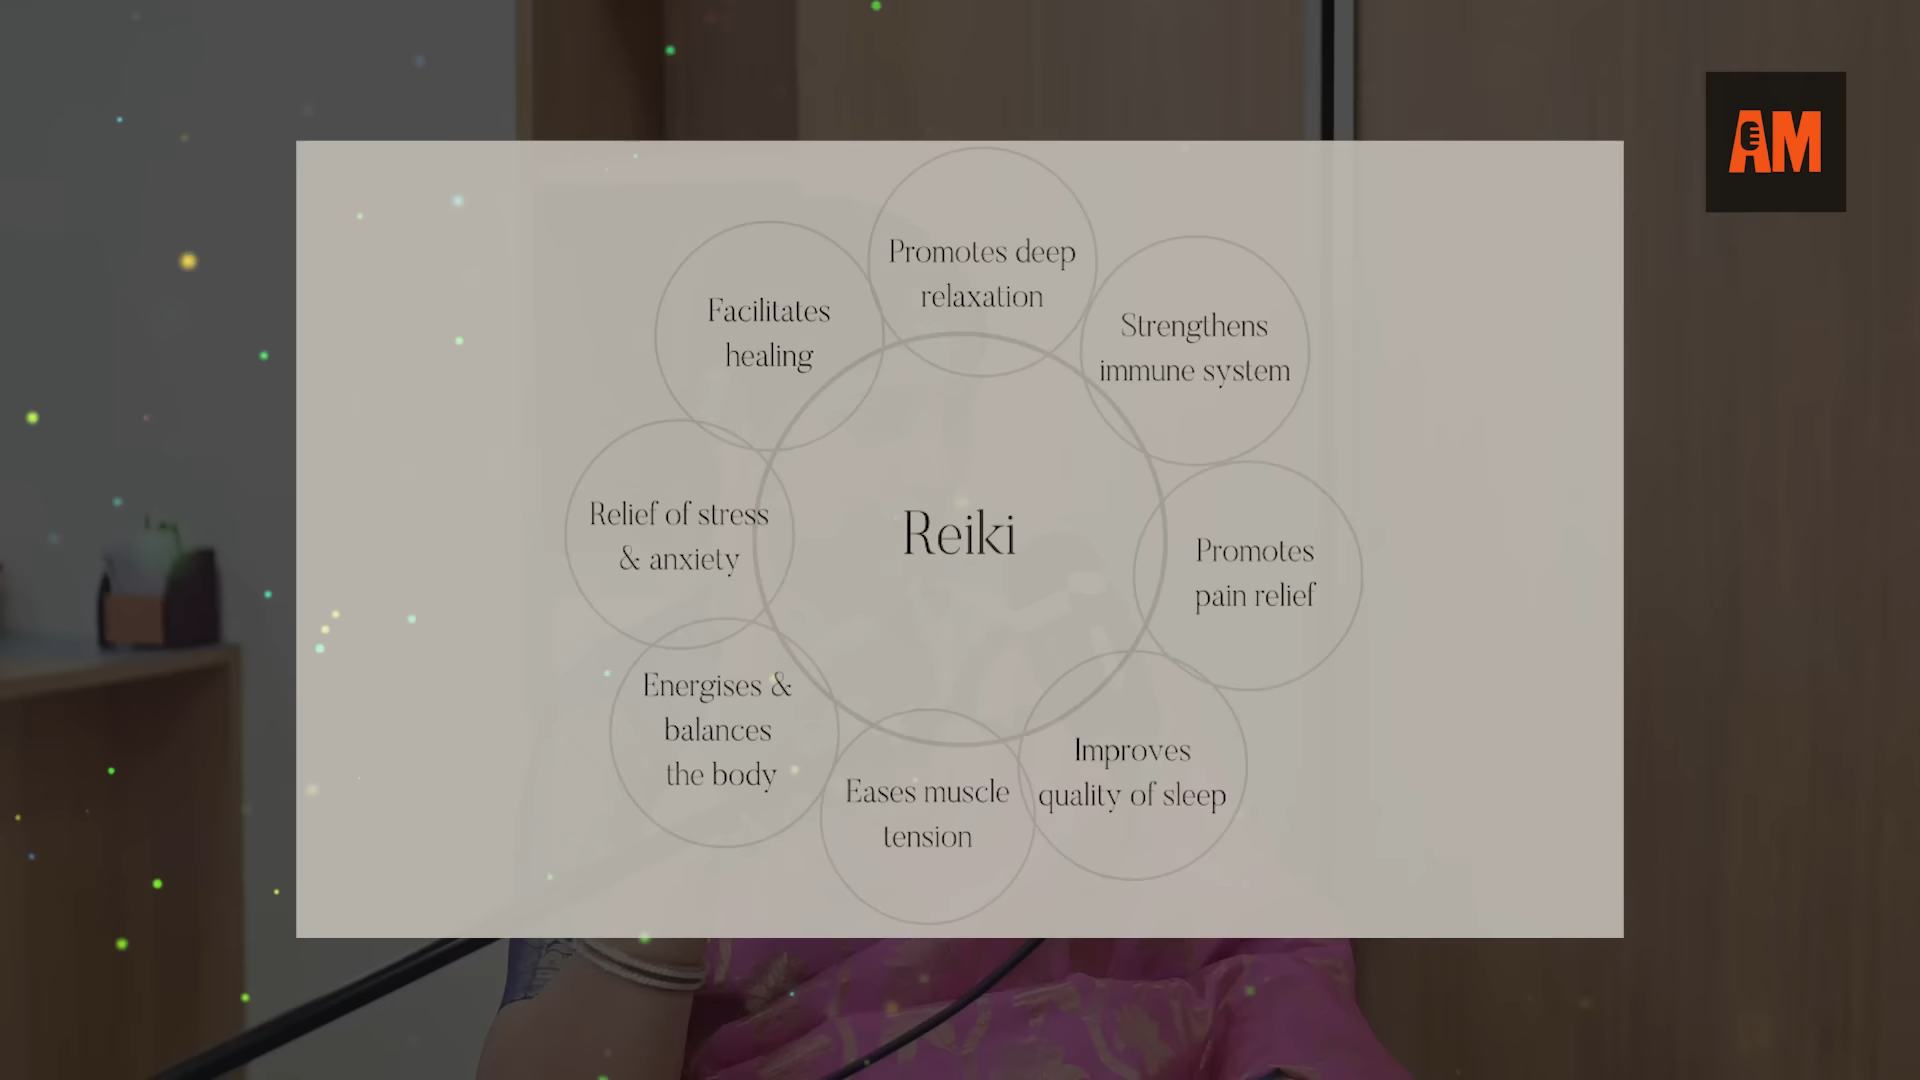 AM
Promotes deep
relaxation
Facilitates
healing
Strengthens
immune system
Relief of stress
& anxiety
Reiki
Promotes
pain relief
Energises &
balances
the body
Improves
quality of sleep
Eases muscle
tension